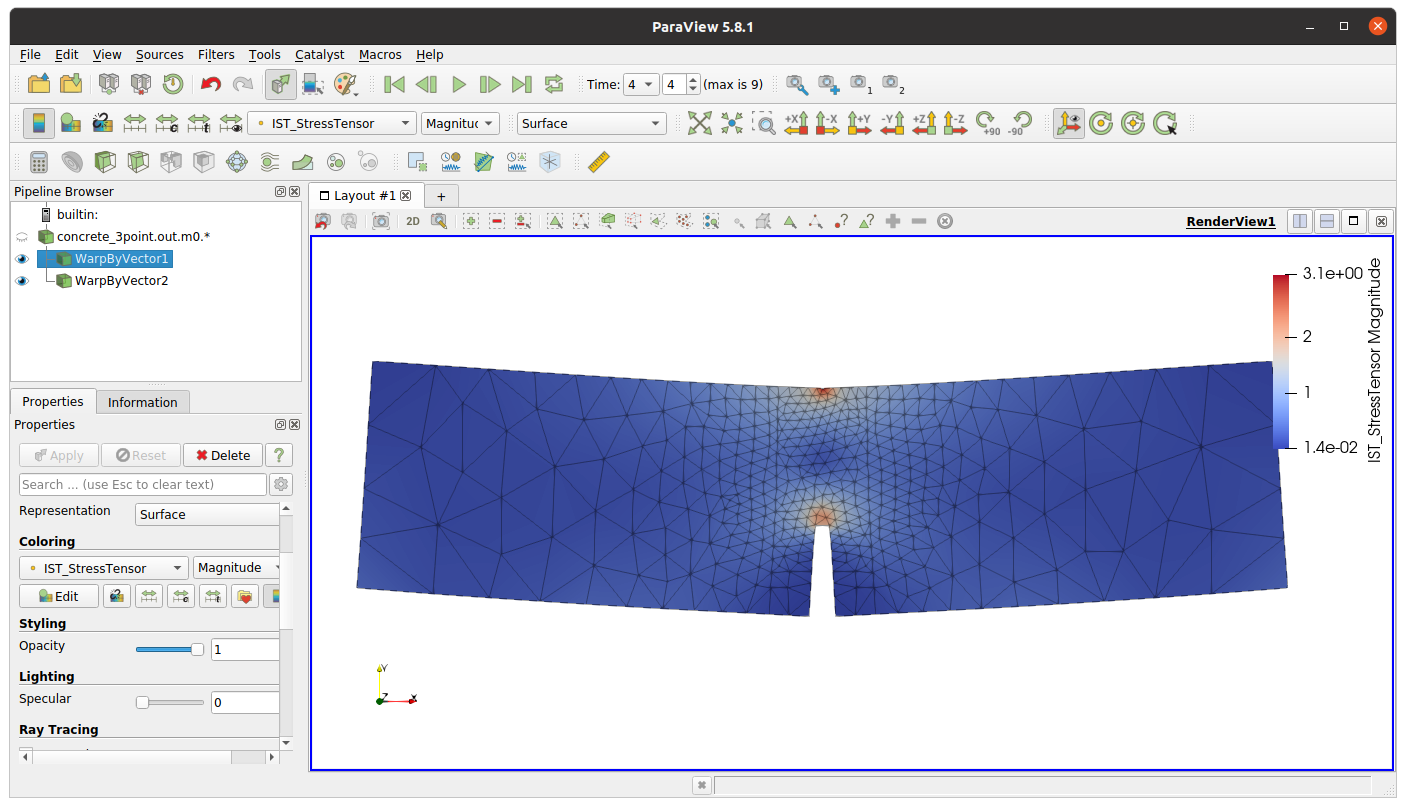 ParaView 5.8.1
File Edit View Sources Filters Tools Catalyst Macros Help
Time: 4 4 (max is 9) 1 2
IST_StressTensor Magnituc Surface +X -X +Y -Y +Z -Z +90 -90
Pipeline Browser
Layout #1 +
builtin:
2D RenderView1
concrete_3point.out.m0.*
WarpByVector1
WarpByVector2
3.1e+00
2
1
1.4e-02
IST_StressTensor Magnitude
Properties Information
Properties
Apply Reset Delete ?
Search ... (use Esc to clear text)
Representation Surface
Coloring
IST_StressTensor Magnitude
Edit
Styling
Opacity 1
Lighting
Specular 0
Ray Tracing
Y
Z X